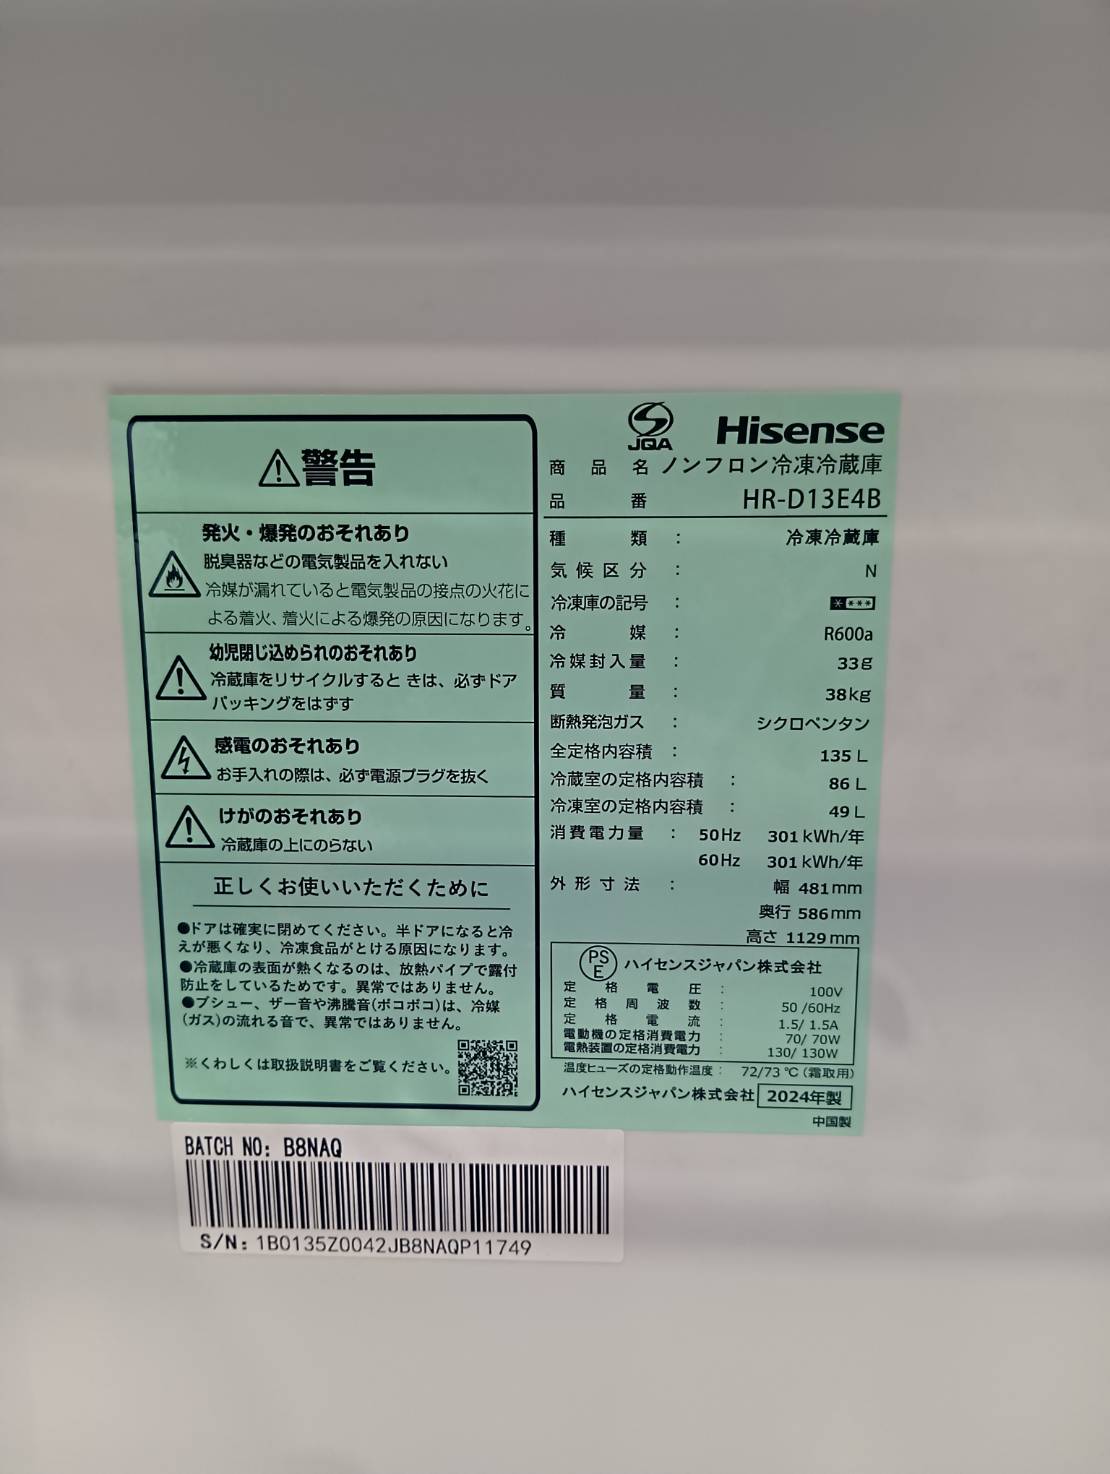 警告
発火・爆発のおそれあり
脱臭器などの電気製品を入れない
冷媒が漏れていると電気製品の接点の火花に
よる着火、着火による爆発の原因になります。
幼児閉じ込められのおそれあり
冷蔵庫をリサイクルすると きは、必ずドア
パッキングをはずす
感電のおそれあり
お手入れの際は、必ず電源プラグを抜く
けがのおそれあり
冷蔵庫の上にのらない
正しくお使いいただくために
●ドアは確実に閉めてください。半ドアになると冷
えが悪くなり、冷凍食品がとける原因になります。
●冷蔵庫の表面が熱くなるのは、放熱パイプで露付
防止をしているためです。異常ではありません。
●プシュー、ザー音や沸騰音(ポコポコ)は、冷媒
(ガス)の流れる音で、異常ではありません。
※くわしくは取扱説明書をご覧ください。
JQA Hisense
商品名 ノンフロン冷凍冷蔵庫
品番 HR-D13E4B
種類 : 冷凍冷蔵庫
気候区分 : N
冷凍庫の記号 : ＊＊＊＊
冷媒 : R600a
冷媒封入量 : 33g
質量 : 38kg
断熱発泡ガス : シクロペンタン
全定格内容積 : 135 L
冷蔵室の定格内容積 : 86 L
冷凍室の定格内容積 : 49 L
消費電力量 : 50Hz 301 kWh/年
60Hz 301 kWh/年
外形寸法 : 幅 481mm
奥行 586mm
高さ 1129mm
PSE ハイセンスジャパン株式会社
定格電圧 : 100V
定格周波数 : 50 /60Hz
定格電流 : 1.5/ 1.5A
電動機の定格消費電力 : 70/ 70W
電熱装置の定格消費電力 : 130/ 130W
温度ヒューズの定格動作温度 : 72/73 ℃ (霜取用)
ハイセンスジャパン株式会社 2024年製
中国製
BATCH NO: B8NAQ
S/N: 1B0135Z0042JB8NAQP11749